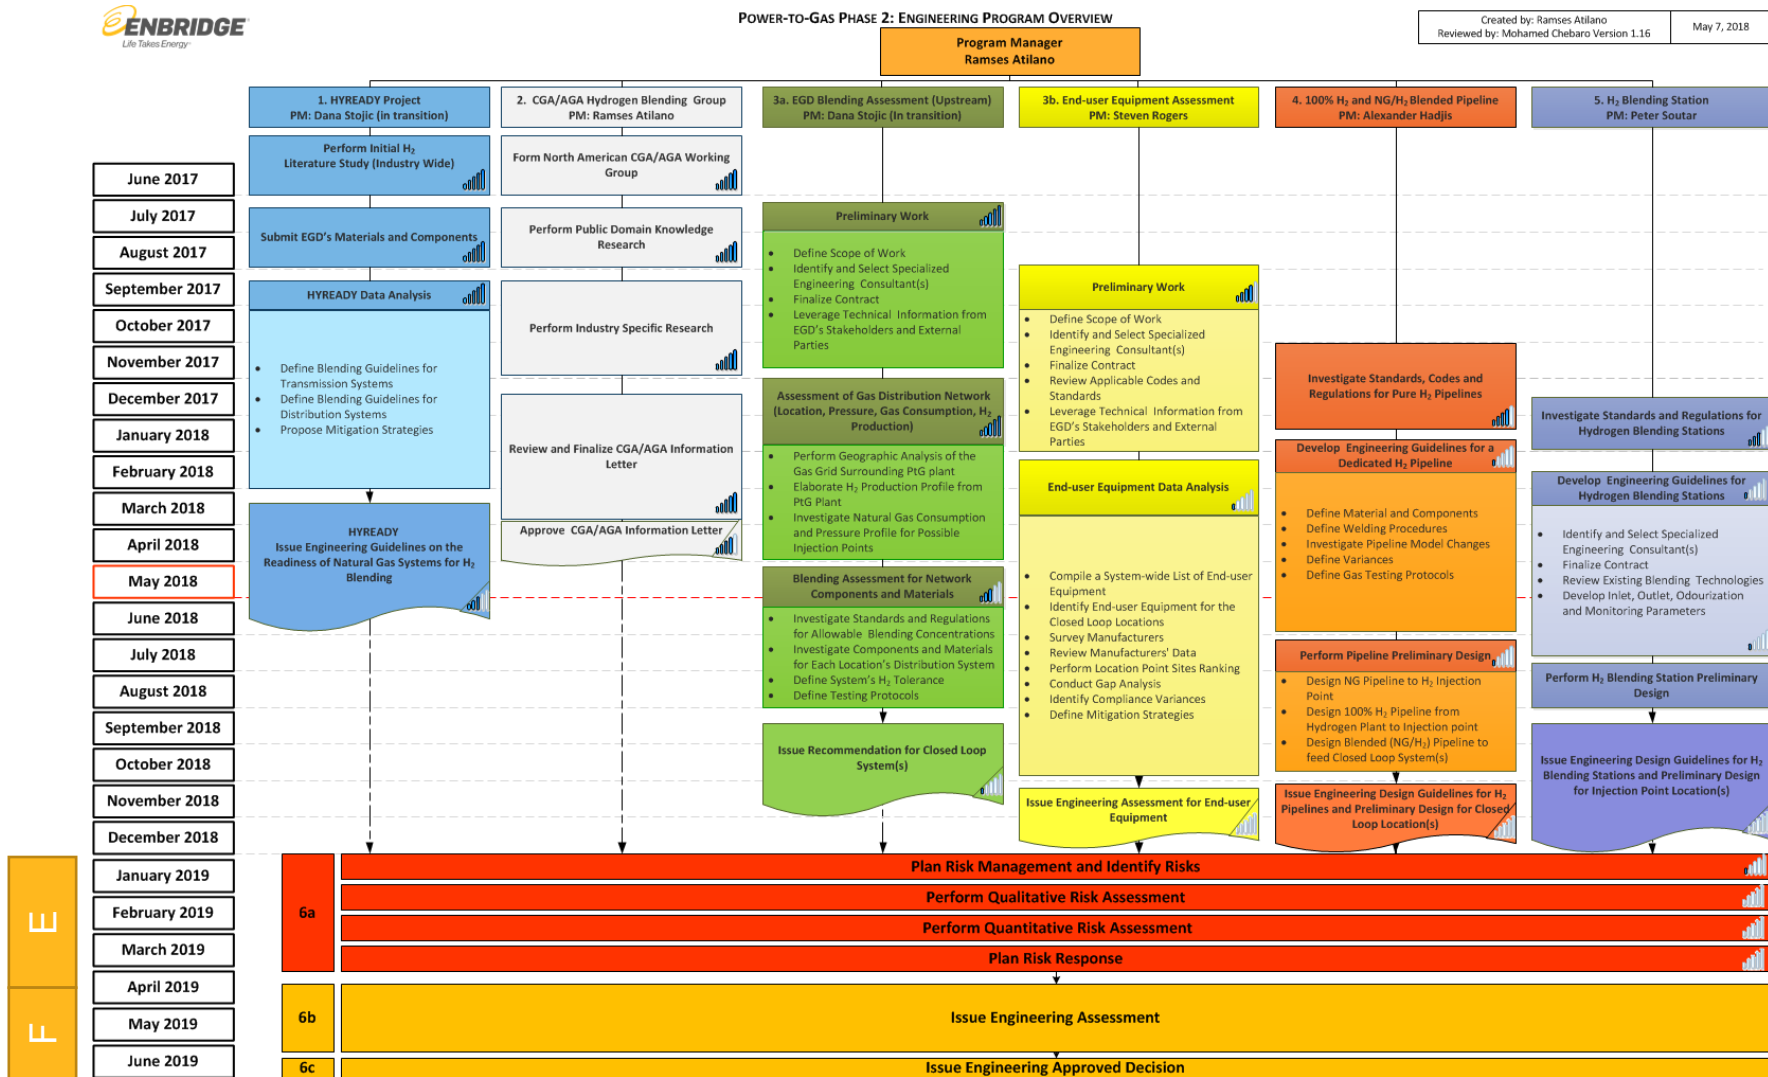 ENBRIDGE
Life Takes Energy
POWER-TO-GAS PHASE 2: ENGINEERING PROGRAM OVERVIEW
Created by: Ramses Atilano
Reviewed by: Mohamed Chebaro Version 1.16
May 7, 2018
Program Manager
Ramses Atilano
1. HYREADY Project
PM: Dana Stojic (in transition)
2. CGA/AGA Hydrogen Blending Group
PM: Ramses Atilano
3a. EGD Blending Assessment (Upstream)
PM: Dana Stojic (In transition)
3b. End-user Equipment Assessment
PM: Steven Rogers
4. 100% H₂ and NG/H₂ Blended Pipeline
PM: Alexander Hadjis
5. H₂ Blending Station
PM: Peter Soutar
June 2017
July 2017
August 2017
September 2017
October 2017
November 2017
December 2017
January 2018
February 2018
March 2018
April 2018
May 2018
June 2018
July 2018
August 2018
September 2018
October 2018
November 2018
December 2018
January 2019
February 2019
March 2019
April 2019
May 2019
June 2019
E
F
Perform Initial H₂
Literature Study (Industry Wide)
Submit EGD's Materials and Components
HYREADY Data Analysis
• Define Blending Guidelines for
Transmission Systems
• Define Blending Guidelines for
Distribution Systems
• Propose Mitigation Strategies
HYREADY
Issue Engineering Guidelines on the
Readiness of Natural Gas Systems for H₂
Blending
Form North American CGA/AGA Working
Group
Perform Public Domain Knowledge
Research
Perform Industry Specific Research
Review and Finalize CGA/AGA Information
Letter
Approve CGA/AGA Information Letter
Preliminary Work
• Define Scope of Work
• Identify and Select Specialized
Engineering Consultant(s)
• Finalize Contract
• Leverage Technical Information from
EGD's Stakeholders and External
Parties
Assessment of Gas Distribution Network
(Location, Pressure, Gas Consumption, H₂
Production)
• Perform Geographic Analysis of the
Gas Grid Surrounding PtG plant
• Elaborate H₂ Production Profile from
PtG Plant
• Investigate Natural Gas Consumption
and Pressure Profile for Possible
Injection Points
Blending Assessment for Network
Components and Materials
• Investigate Standards and Regulations
for Allowable Blending Concentrations
• Investigate Components and Materials
for Each Location's Distribution System
• Define System's H₂ Tolerance
• Define Testing Protocols
Issue Recommendation for Closed Loop
System(s)
Preliminary Work
• Define Scope of Work
• Identify and Select Specialized
Engineering Consultant(s)
• Finalize Contract
• Review Applicable Codes and
Standards
• Leverage Technical Information from
EGD's Stakeholders and External
Parties
End-user Equipment Data Analysis
• Compile a System-wide List of End-user
Equipment
• Identify End-user Equipment for the
Closed Loop Locations
• Survey Manufacturers
• Review Manufacturers' Data
• Perform Location Point Sites Ranking
• Conduct Gap Analysis
• Identify Compliance Variances
• Define Mitigation Strategies
Issue Engineering Assessment for End-user
Equipment
Investigate Standards, Codes and
Regulations for Pure H₂ Pipelines
Develop Engineering Guidelines for a
Dedicated H₂ Pipeline
• Define Material and Components
• Define Welding Procedures
• Investigate Pipeline Model Changes
• Define Variances
• Define Gas Testing Protocols
Perform Pipeline Preliminary Design
• Design NG Pipeline to H₂ Injection
Point
• Design 100% H₂ Pipeline from
Hydrogen Plant to Injection point
• Design Blended (NG/H₂) Pipeline to
feed Closed Loop System(s)
Issue Engineering Design Guidelines for H₂
Pipelines and Preliminary Design for Closed
Loop Location(s)
Investigate Standards and Regulations for
Hydrogen Blending Stations
Develop Engineering Guidelines for
Hydrogen Blending Stations
• Identify and Select Specialized
Engineering Consultant(s)
• Finalize Contract
• Review Existing Blending Technologies
• Develop Inlet, Outlet, Odourization
and Monitoring Parameters
Perform H₂ Blending Station Preliminary
Design
Issue Engineering Design Guidelines for H₂
Blending Stations and Preliminary Design
for Injection Point Location(s)
6a
Plan Risk Management and Identify Risks
Perform Qualitative Risk Assessment
Perform Quantitative Risk Assessment
Plan Risk Response
6b
Issue Engineering Assessment
6c
Issue Engineering Approved Decision